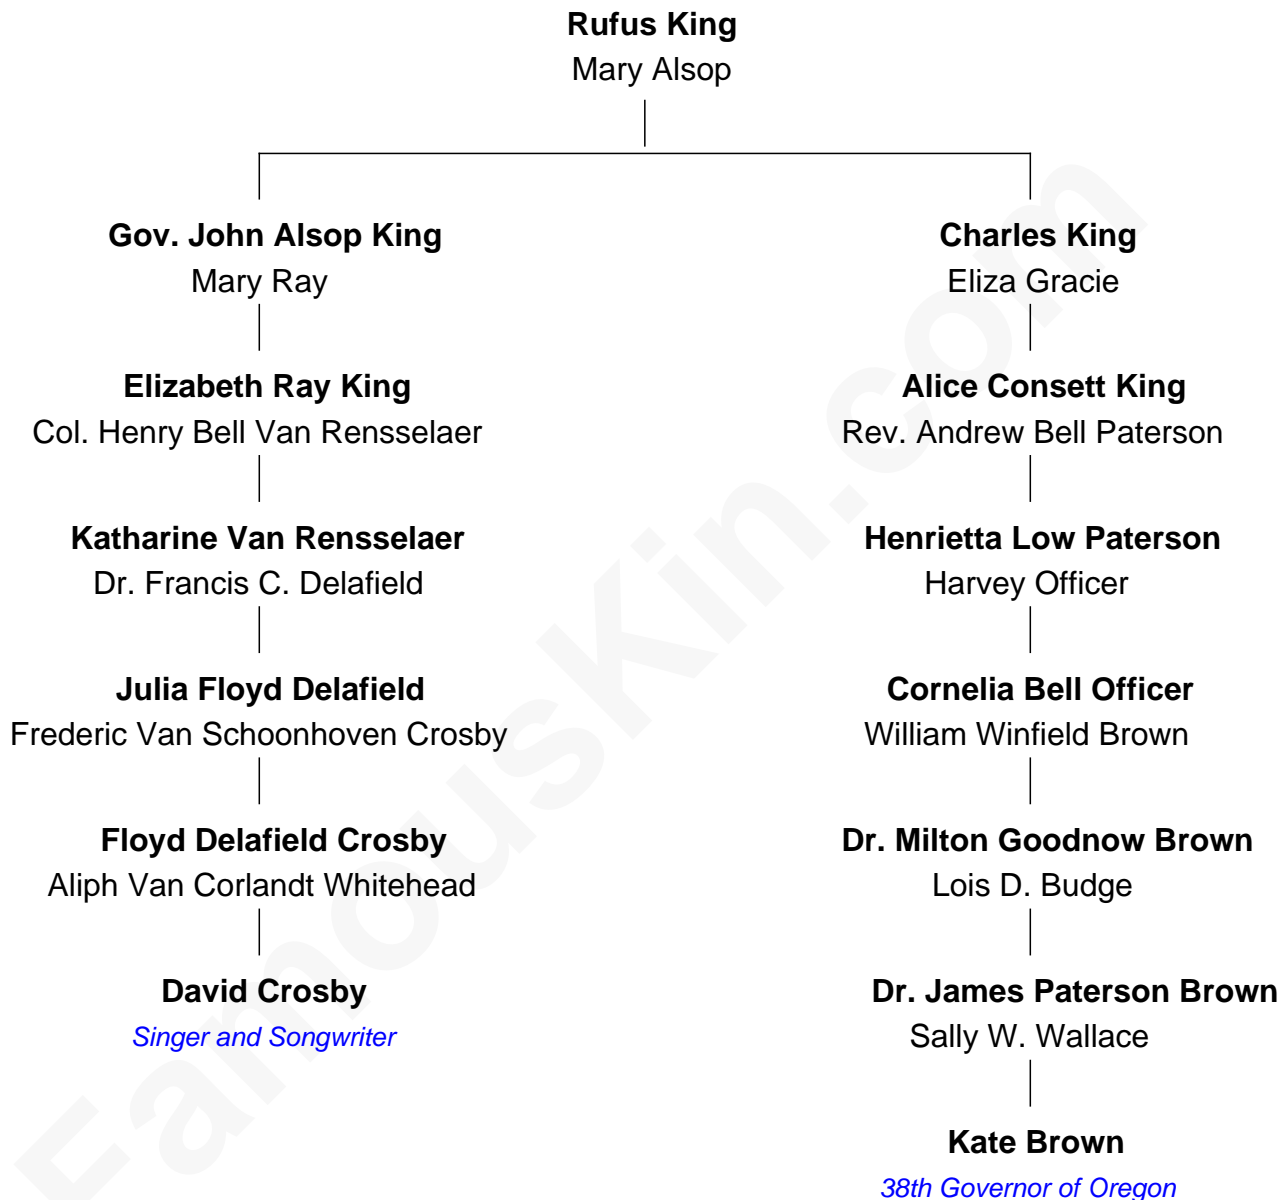 Rufus King
Mary Alsop
Gov. John Alsop King
Mary Ray
Charles King
Eliza Gracie
Elizabeth Ray King
Col. Henry Bell Van Rensselaer
Alice Consett King
Rev. Andrew Bell Paterson
Katharine Van Rensselaer
Dr. Francis C. Delafield
Henrietta Low Paterson
Harvey Officer
Julia Floyd Delafield
Frederic Van Schoonhoven Crosby
Cornelia Bell Officer
William Winfield Brown
Floyd Delafield Crosby
Aliph Van Corlandt Whitehead
Dr. Milton Goodnow Brown
Lois D. Budge
David Crosby
Singer and Songwriter
Dr. James Paterson Brown
Sally W. Wallace
Kate Brown
38th Governor of Oregon
FamousKin.com